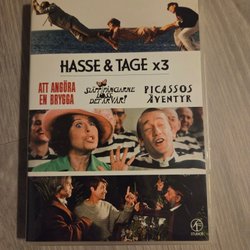 HASSE & TAGE x3
ATT ANGÖRA
EN BRYGGA
SLÄPP FÅNGARNE
LOSS
DET ÄR VÅR!
PICASSOS
ÄVENTYR